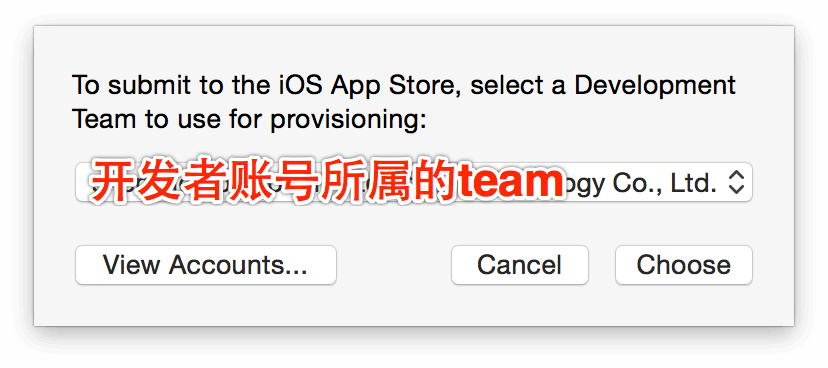 To submit to the iOS App Store, select a Development
Team to use for provisioning:
开发者账号所属的team
ogy Co., Ltd.
View Accounts...
Cancel
Choose